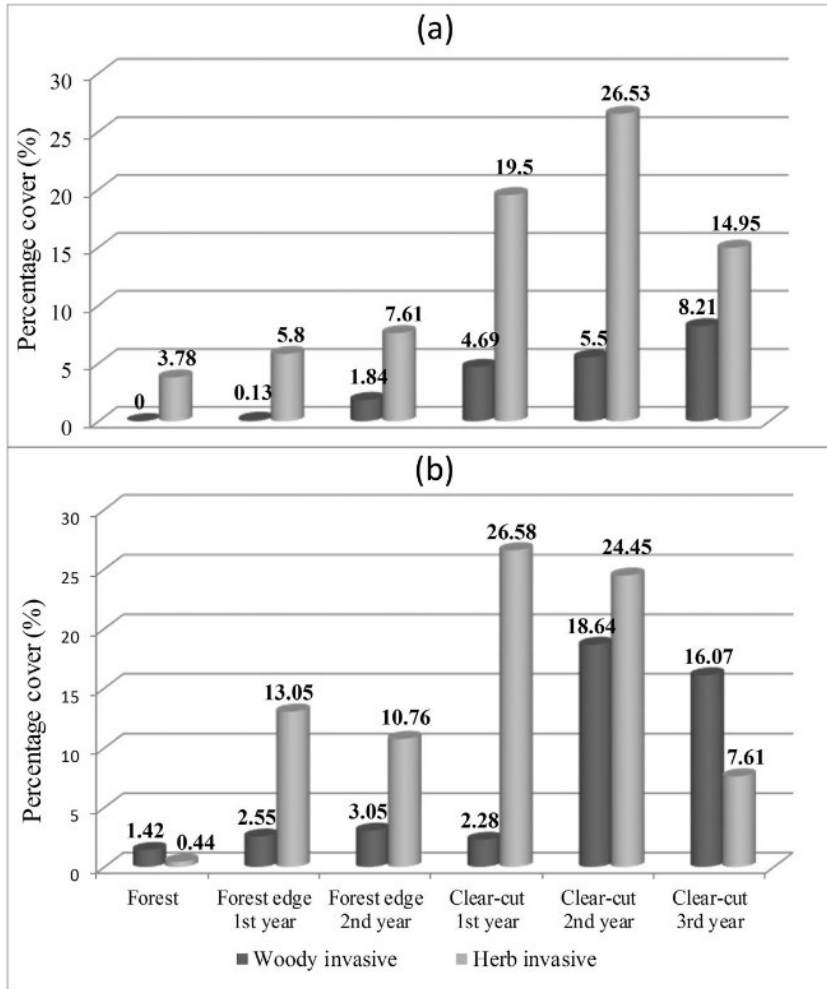 (a)
Percentage cover (%)
30
25
20
15
10
5
0
0
3.78
0.13
5.8
1.84
7.61
4.69
19.5
5.5
26.53
8.21
14.95
(b)
Percentage cover (%)
30
25
20
15
10
5
0
1.42
0.44
2.55
13.05
3.05
10.76
2.28
26.58
18.64
24.45
16.07
7.61
Forest
Forest edge
1st year
Forest edge
2nd year
Clear-cut
1st year
Clear-cut
2nd year
Clear-cut
3rd year
Woody invasive
Herb invasive